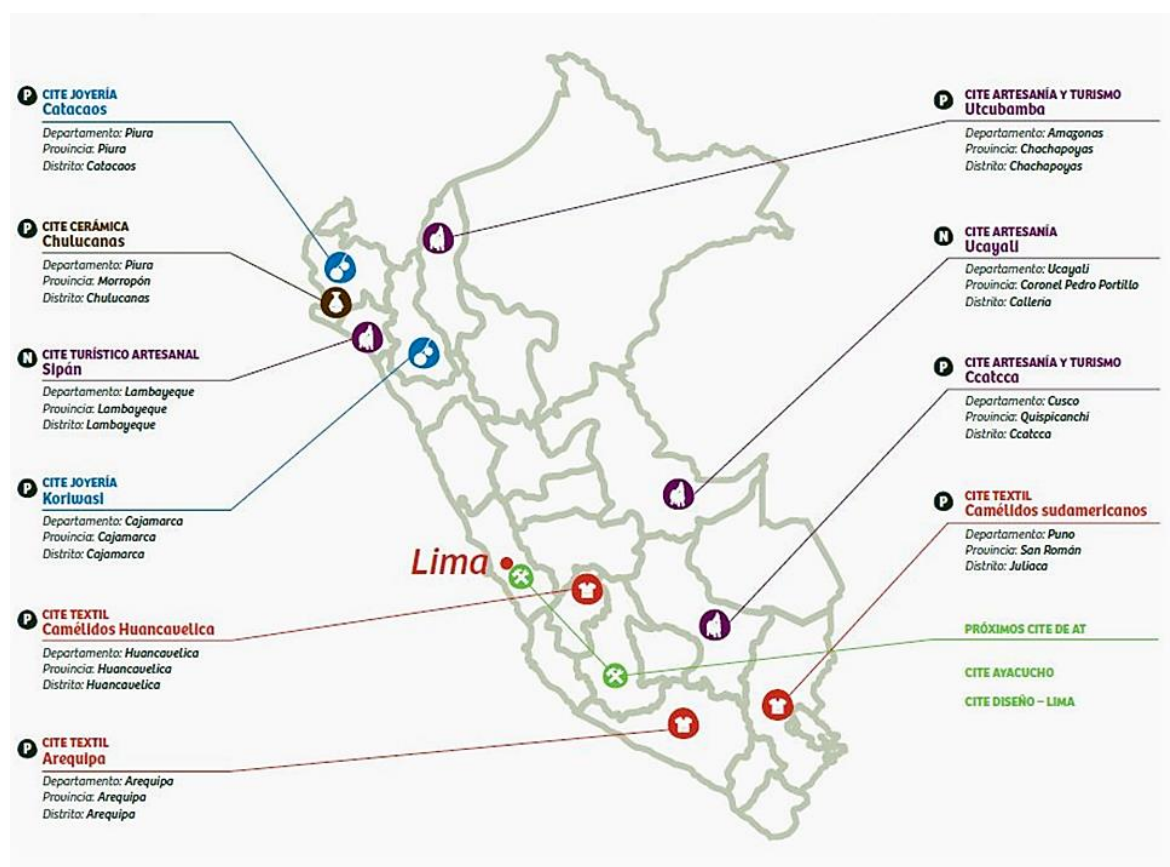 P CITE JOYERÍA
Catacaos
Departamento: Piura
Provincia: Piura
Distrito: Catacaos
P CITE CERÁMICA
Chulucanas
Departamento: Piura
Provincia: Morropón
Distrito: Chulucanas
N CITE TURÍSTICO ARTESANAL
Sipán
Departamento: Lambayeque
Provincia: Lambayeque
Distrito: Lambayeque
P CITE JOYERÍA
Koriwasi
Departamento: Cajamarca
Provincia: Cajamarca
Distrito: Cajamarca
P CITE TEXTIL
Camélidos Huancavelica
Departamento: Huancavelica
Provincia: Huancavelica
Distrito: Huancavelica
P CITE TEXTIL
Arequipa
Departamento: Arequipa
Provincia: Arequipa
Distrito: Arequipa
Lima
P CITE ARTESANÍA Y TURISMO
Utcubamba
Departamento: Amazonas
Provincia: Chachapoyas
Distrito: Chachapoyas
N CITE ARTESANÍA
Ucayali
Departamento: Ucayali
Provincia: Coronel Pedro Portillo
Distrito: Calleria
P CITE ARTESANÍA Y TURISMO
Ccatcca
Departamento: Cusco
Provincia: Quispicanchi
Distrito: Ccatcca
P CITE TEXTIL
Camélidos sudamericanos
Departamento: Puno
Provincia: San Román
Distrito: Juliaca
PRÓXIMOS CITE DE AT
CITE AYACUCHO
CITE DISEÑO – LIMA